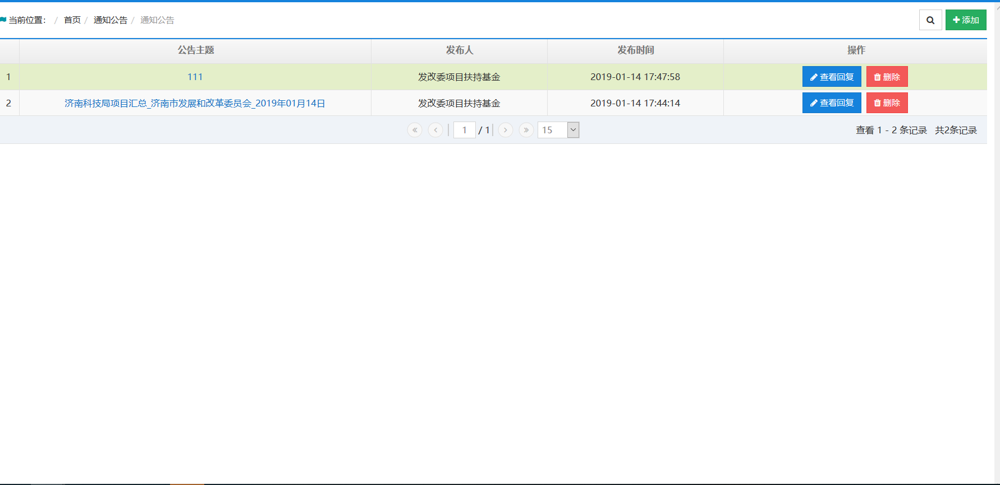 当前位置： / 首页 / 通知公告 / 通知公告
添加
公告主题 发布人 发布时间 操作
1 111 发改委项目扶持基金 2019-01-14 17:47:58 查看回复 删除
2 济南科技局项目汇总_济南市发展和改革委员会_2019年01月14日 发改委项目扶持基金 2019-01-14 17:44:14 查看回复 删除
1 / 1 15 查看 1 - 2 条记录 共2条记录